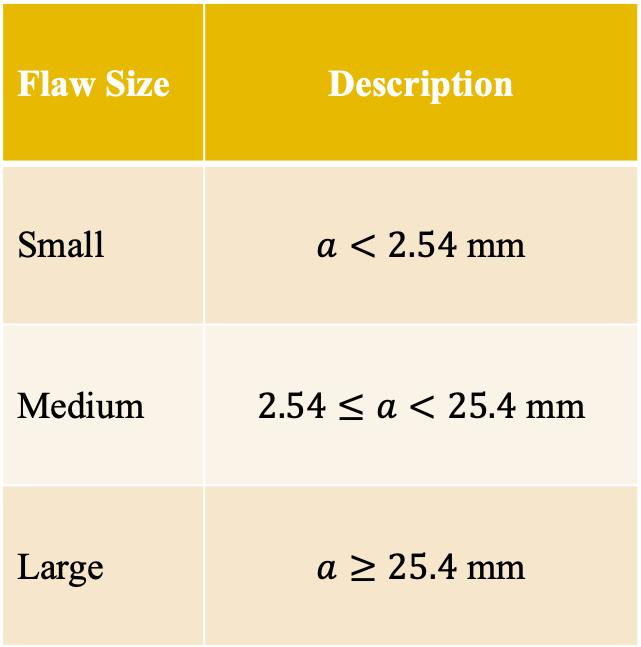 Flaw Size Description
Small a < 2.54 mm
Medium 2.54 ≤ a < 25.4 mm
Large a ≥ 25.4 mm